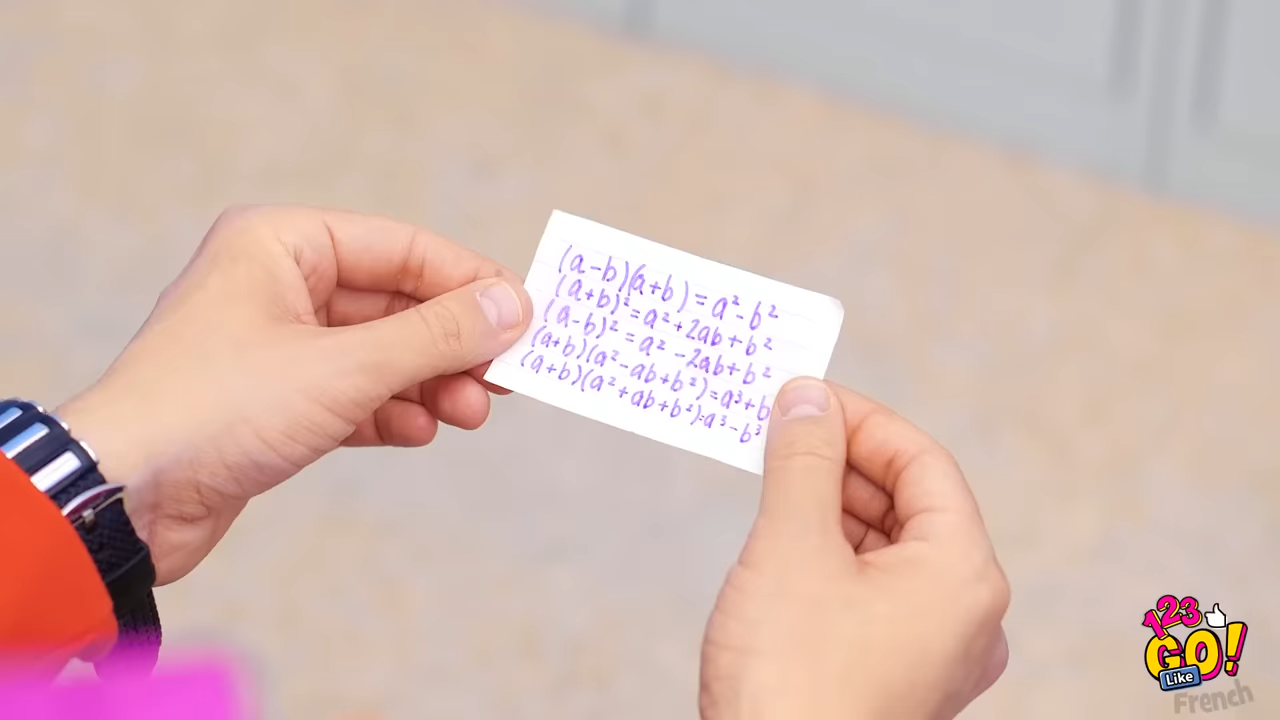 (a-b)(a+b)=a²-b²
(a+b)²=a²+2ab+b²
(a-b)²=a²-2ab+b²
(a+b)(a²-ab+b²)=a³+b
(a+b)(a²+ab+b²)=a³-b³
123
GO!
Like
French